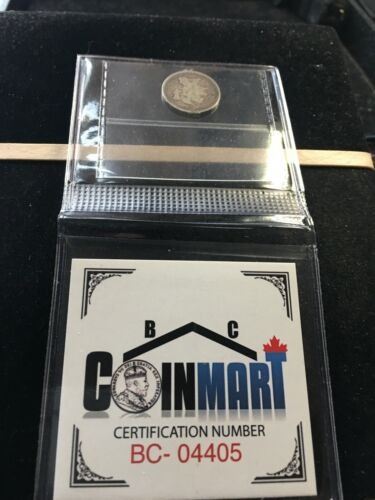 B C
COINMART
CERTIFICATION NUMBER
BC- 04405